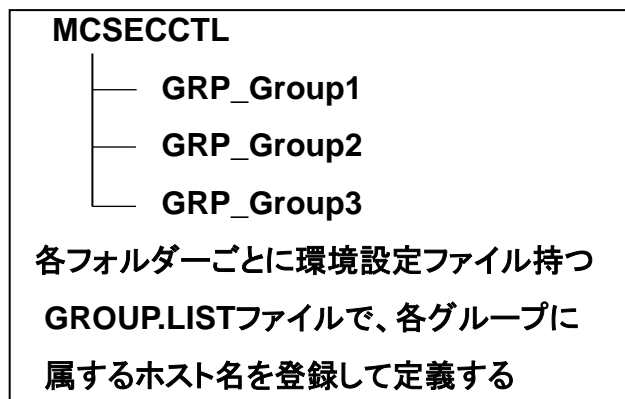 MCSECCTL
GRP_Group1
GRP_Group2
GRP_Group3
各フォルダーごとに環境設定ファイル持つ
GROUP.LISTファイルで、各グループに
属するホスト名を登録して定義する